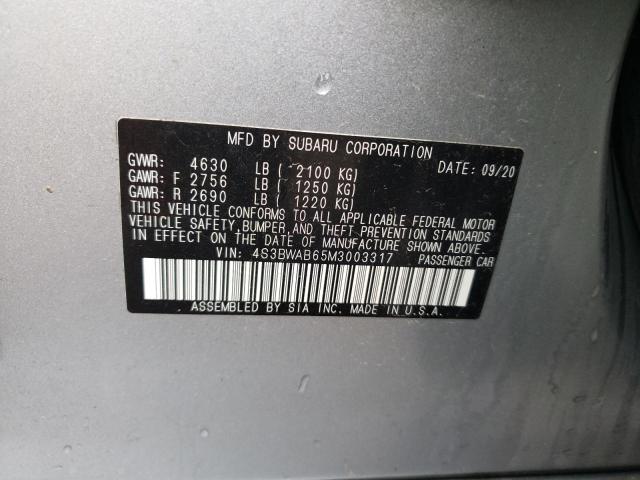 MFD BY SUBARU CORPORATION
GVWR: 4630 LB ( 2100 KG) DATE: 09/20
GAWR: F 2756 LB ( 1250 KG)
GAWR: R 2690 LB ( 1220 KG)
THIS VEHICLE CONFORMS TO ALL APPLICABLE FEDERAL MOTOR
VEHICLE SAFETY, BUMPER, AND THEFT PREVENTION STANDARDS
IN EFFECT ON THE DATE OF MANUFACTURE SHOWN ABOVE.
VIN: 4S3BWAB65M3003317 PASSENGER CAR
ASSEMBLED BY SIA INC. MADE IN U.S.A.